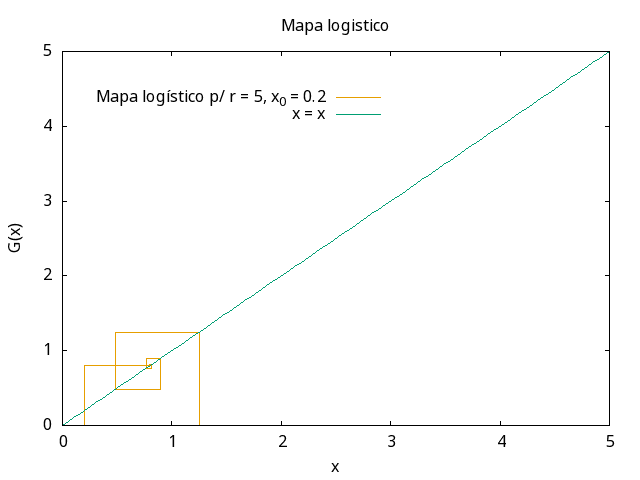 Mapa logistico
Mapa logístico p/ r = 5, x₀ = 0.2
x = x
5
4
3
2
1
0
G(x)
0 1 2 3 4 5
x